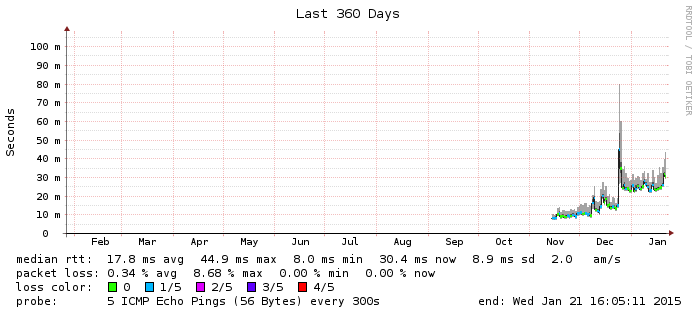 Last 360 Days
RRDTOOL / TOBI OETIKER
Seconds
100 m
90 m
80 m
70 m
60 m
50 m
40 m
30 m
20 m
10 m
0
Feb Mar Apr May Jun Jul Aug Sep Oct Nov Dec Jan
median rtt: 17.8 ms avg 44.9 ms max 8.0 ms min 30.4 ms now 8.9 ms sd 2.0 am/s
packet loss: 0.34 % avg 8.68 % max 0.00 % min 0.00 % now
loss color: 0 1/5 2/5 3/5 4/5
probe: 5 ICMP Echo Pings (56 Bytes) every 300s end: Wed Jan 21 16:05:11 2015